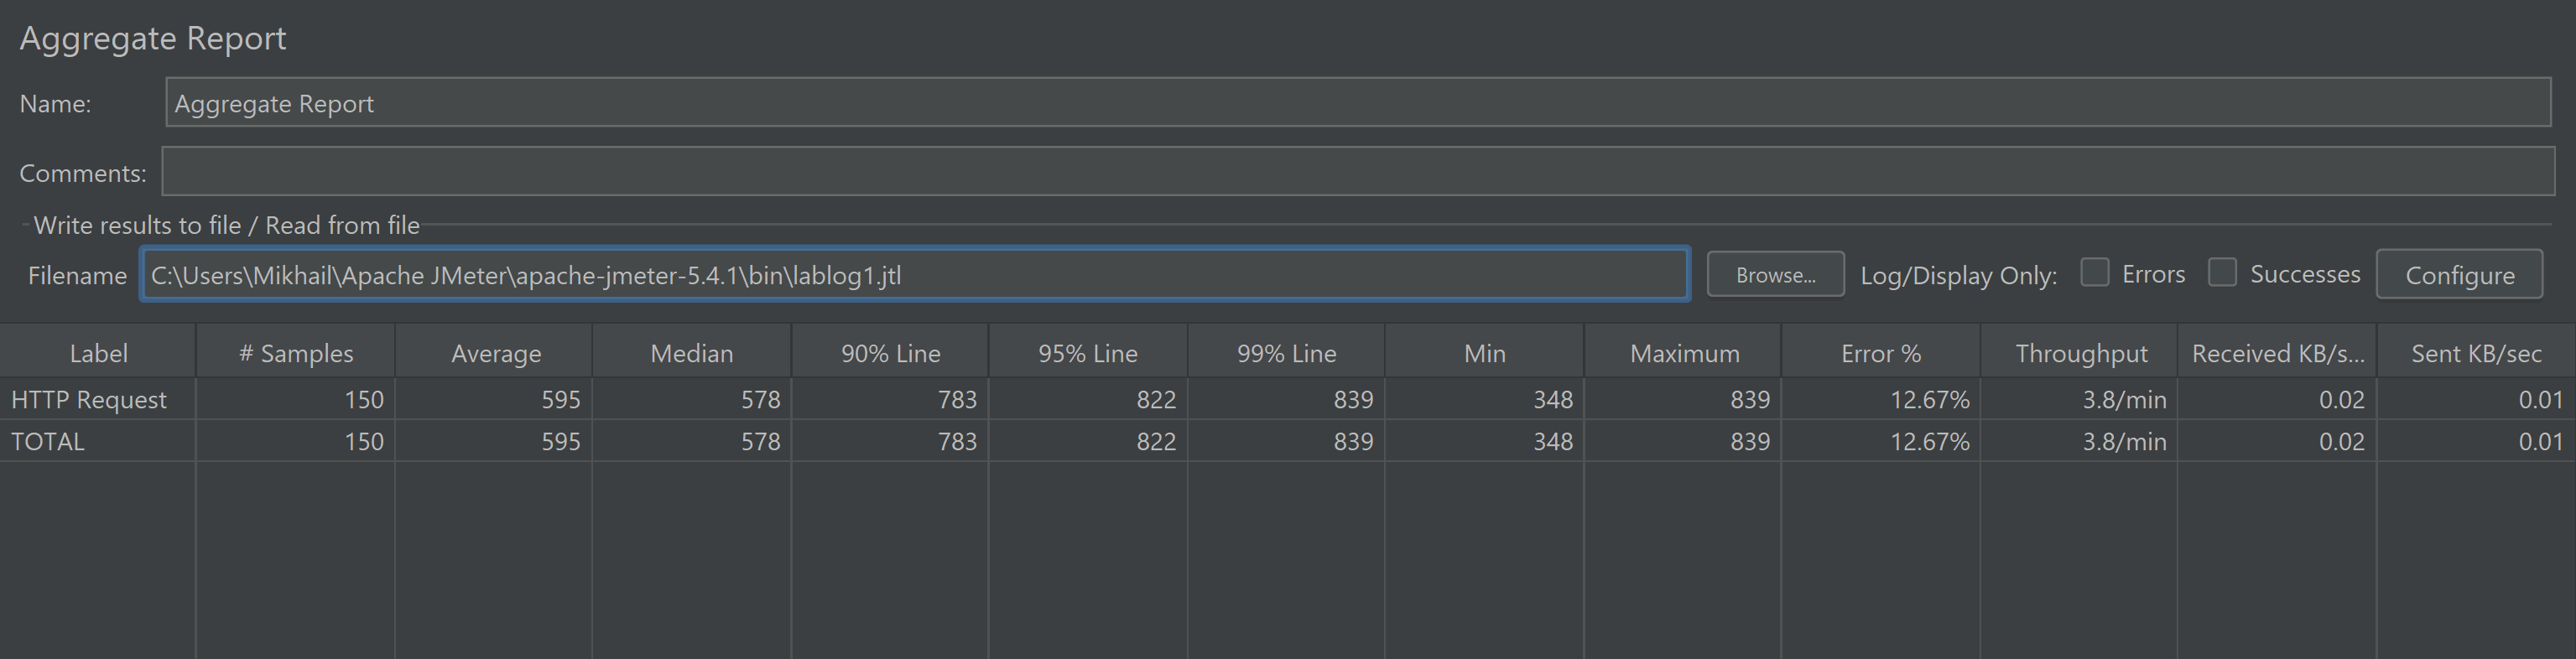 Aggregate Report
Name: Aggregate Report
Comments:
Write results to file / Read from file
Filename C:\Users\Mikhail\Apache JMeter\apache-jmeter-5.4.1\bin\lablog1.jtl Browse... Log/Display Only: Errors Successes Configure
Label # Samples Average Median 90% Line 95% Line 99% Line Min Maximum Error % Throughput Received KB/s... Sent KB/sec
HTTP Request 150 595 578 783 822 839 348 839 12.67% 3.8/min 0.02 0.01
TOTAL 150 595 578 783 822 839 348 839 12.67% 3.8/min 0.02 0.01